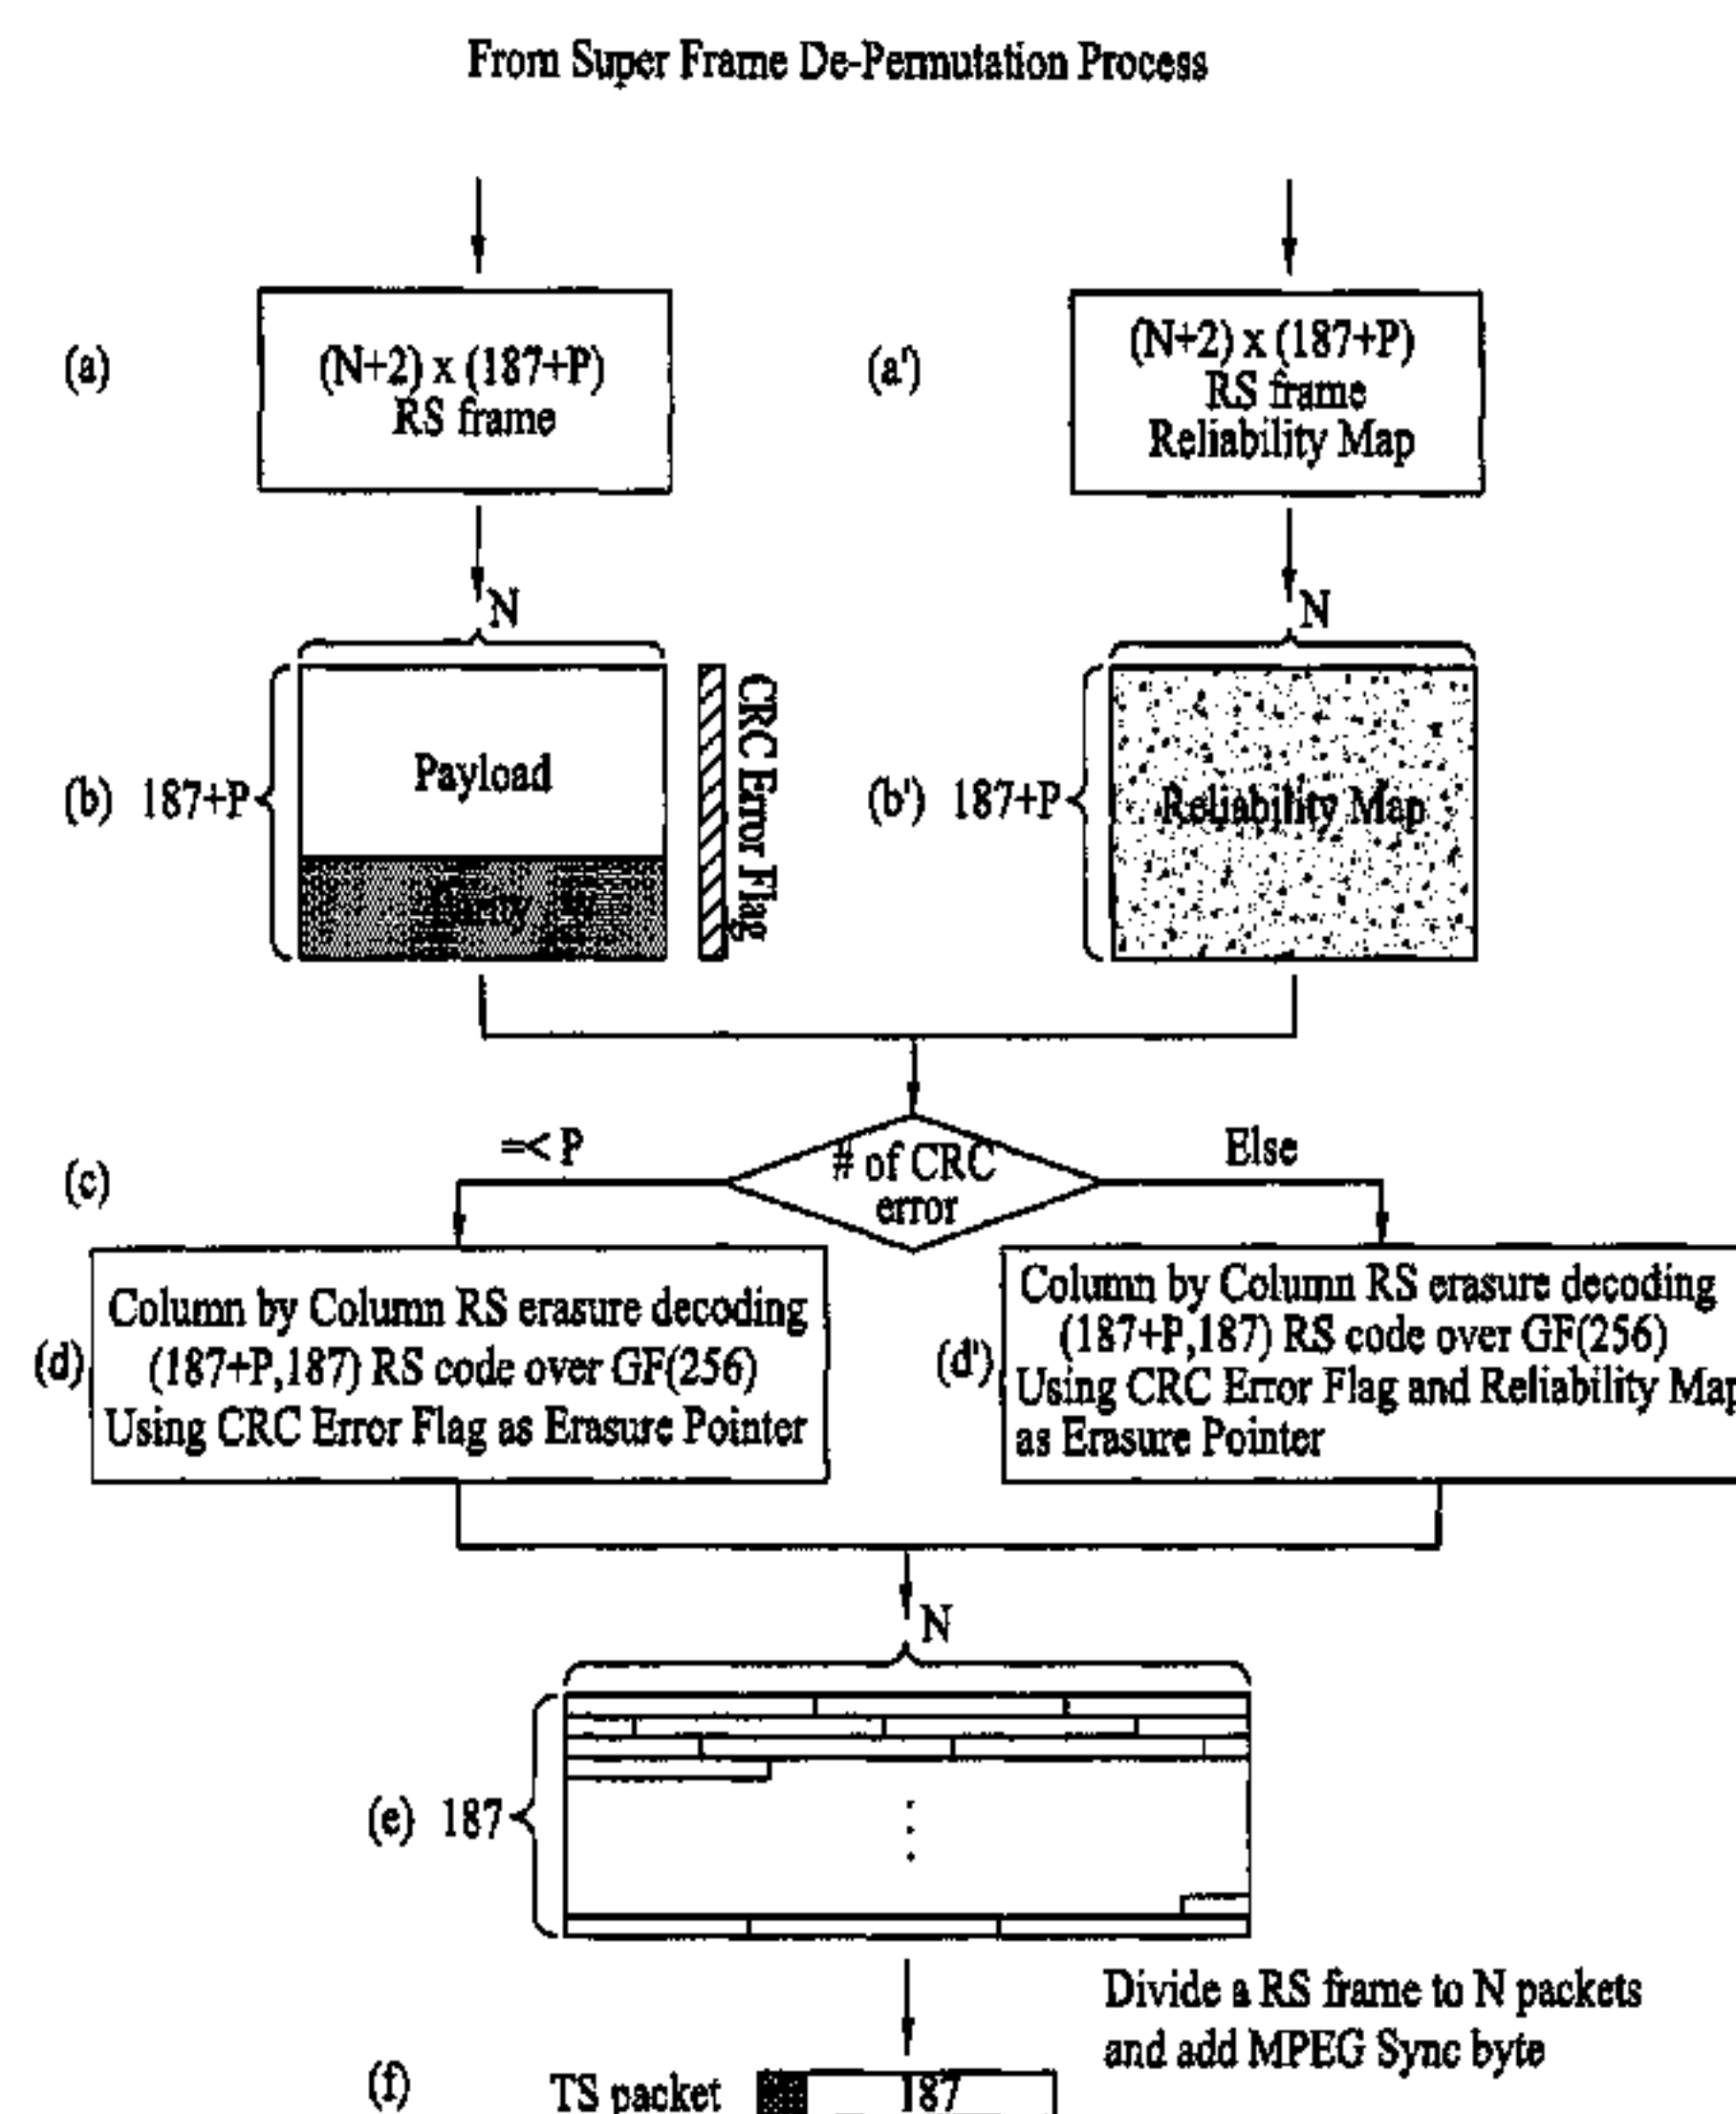 From Super Frame De-Permutation Process
(a)
(N+2) x (187+P)
RS frame
(a')
(N+2) x (187+P)
RS frame
Reliability Map
N
N
(b) 187+P
Payload
Parity
CRC Error Flag
(b') 187+P
Reliability Map
(c)
=< P
# of CRC
error
Else
(d)
Column by Column RS erasure decoding
(187+P,187) RS code over GF(256)
Using CRC Error Flag as Erasure Pointer
(d')
Column by Column RS erasure decoding
(187+P,187) RS code over GF(256)
Using CRC Error Flag and Reliability Map
as Erasure Pointer
N
(e) 187
Divide a RS frame to N packets
and add MPEG Sync byte
(f)
TS packet
187